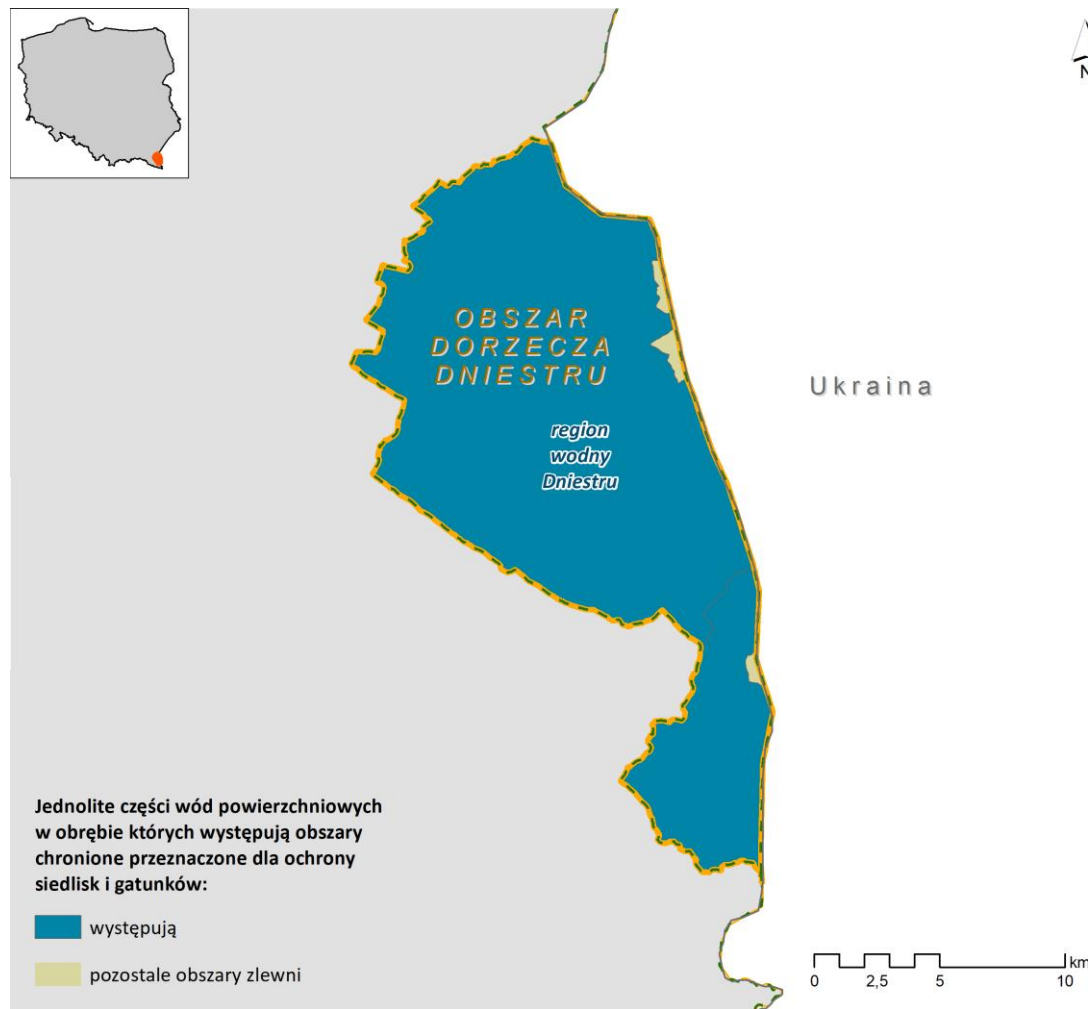 N
OBSZAR
DORZECZA
DNIESTRU
Ukraina
region
wodny
Dniestru
Jednolite części wód powierzchniowych
w obrębie których występują obszary
chronione przeznaczone dla ochrony
siedlisk i gatunków:
występują
pozostałe obszary zlewni
km
0 2,5 5 10